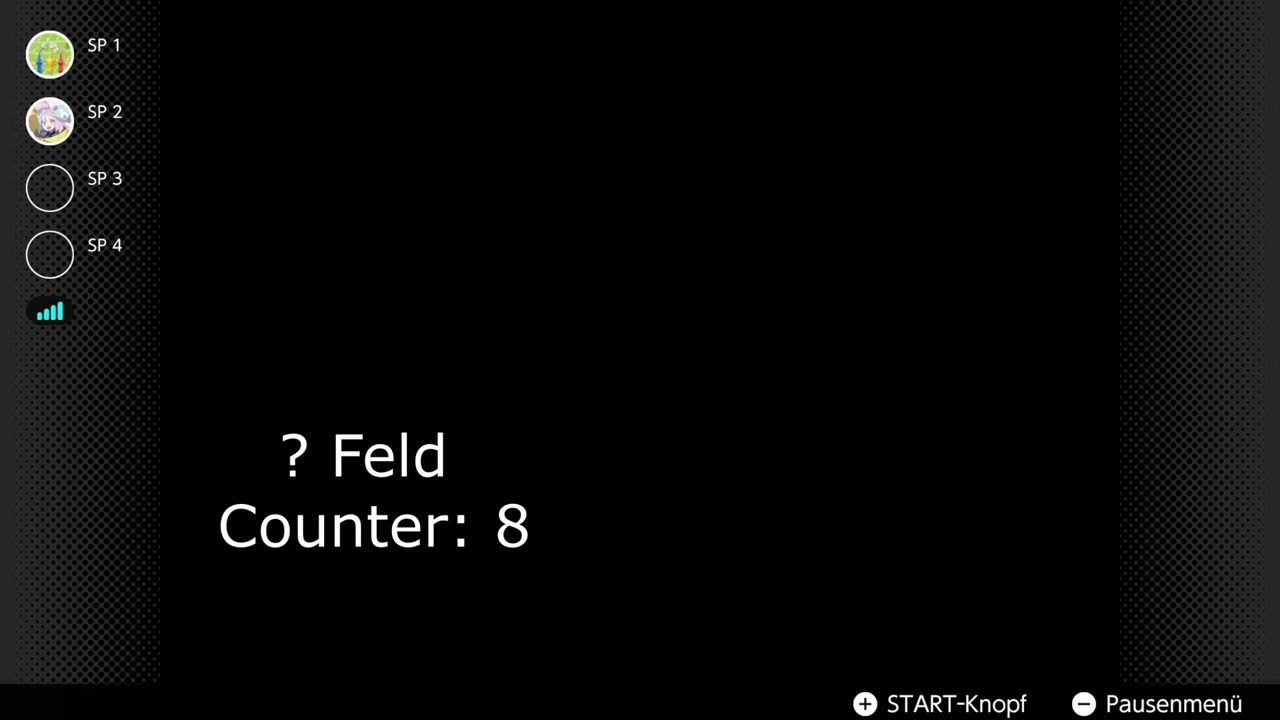 SP 1
SP 2
SP 3
SP 4
? Feld
Counter: 8
START-Knopf
Pausenmenü